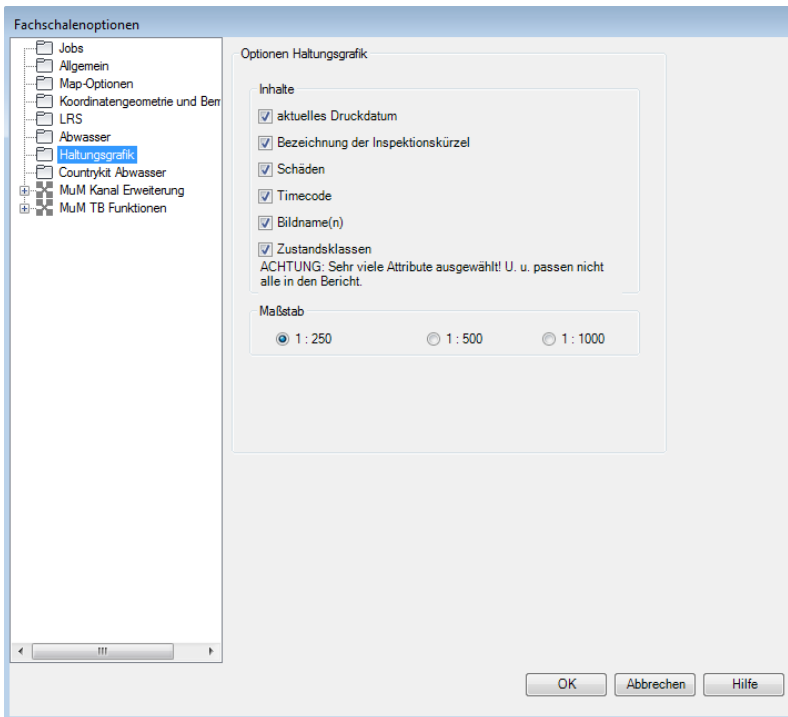 Fachschalenoptionen
Jobs
Allgemein
Map-Optionen
Koordinatengeometrie und Bem
LRS
Abwasser
Haltungsgrafik
Countrykit Abwasser
MuM Kanal Erweiterung
MuM TB Funktionen
Optionen Haltungsgrafik
Inhalte
aktuelles Druckdatum
Bezeichnung der Inspektionskürzel
Schäden
Timecode
Bildname(n)
Zustandsklassen
ACHTUNG: Sehr viele Attribute ausgewählt! U. u. passen nicht
alle in den Bericht.
Maßstab
1 : 250 1 : 500 1 : 1000
OK Abbrechen Hilfe